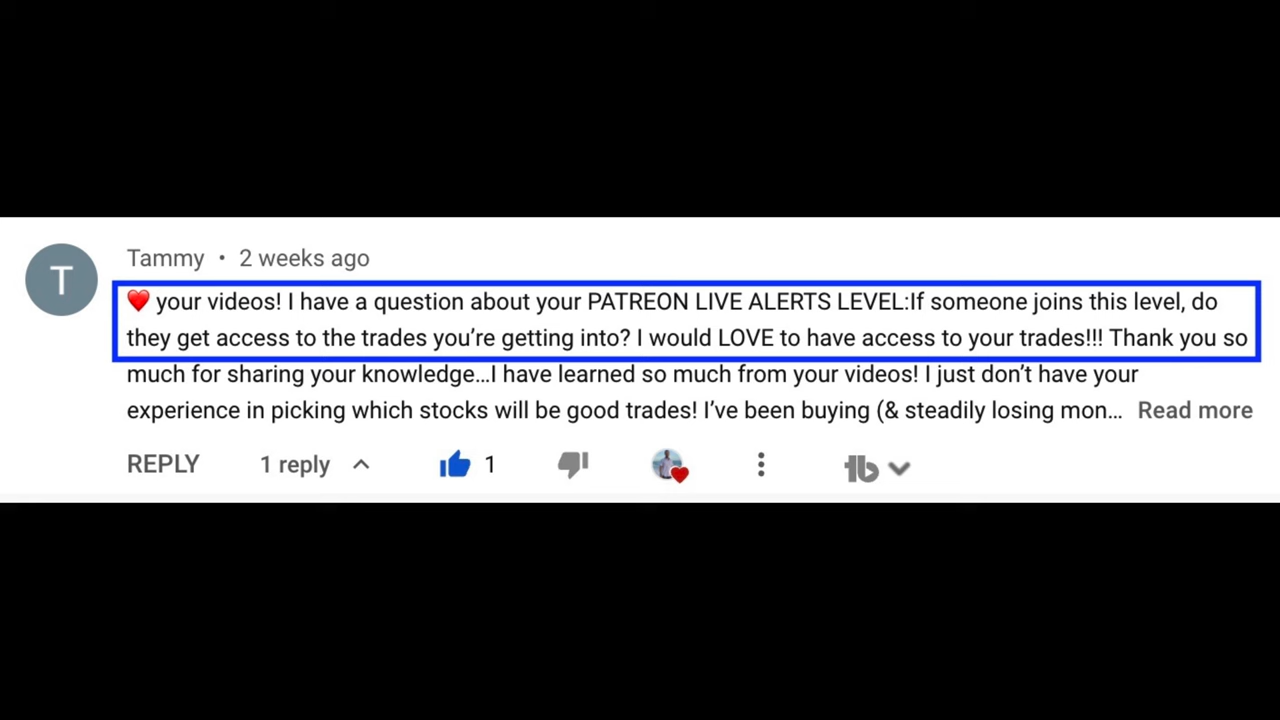 T
Tammy • 2 weeks ago
❤️ your videos! I have a question about your PATREON LIVE ALERTS LEVEL:If someone joins this level, do
they get access to the trades you’re getting into? I would LOVE to have access to your trades!!! Thank you so
much for sharing your knowledge…I have learned so much from your videos! I just don’t have your
experience in picking which stocks will be good trades! I’ve been buying (& steadily losing mon… Read more
REPLY 1 reply 1 tb